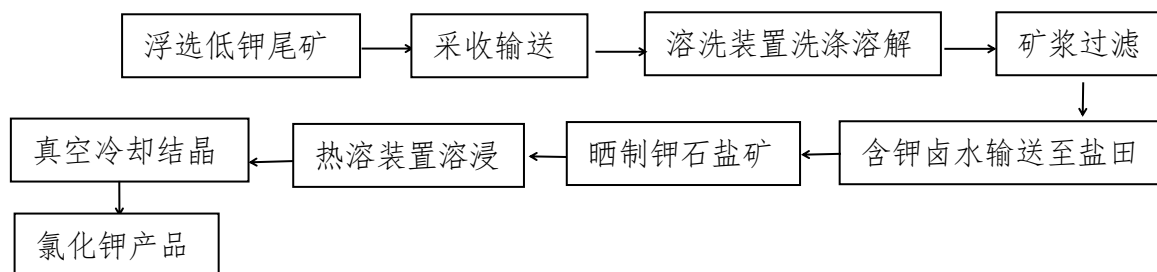 浮选低钾尾矿
采收输送
溶洗装置洗涤溶解
矿浆过滤
含钾卤水输送至盐田
晒制钾石盐矿
热溶装置溶浸
真空冷却结晶
氯化钾产品